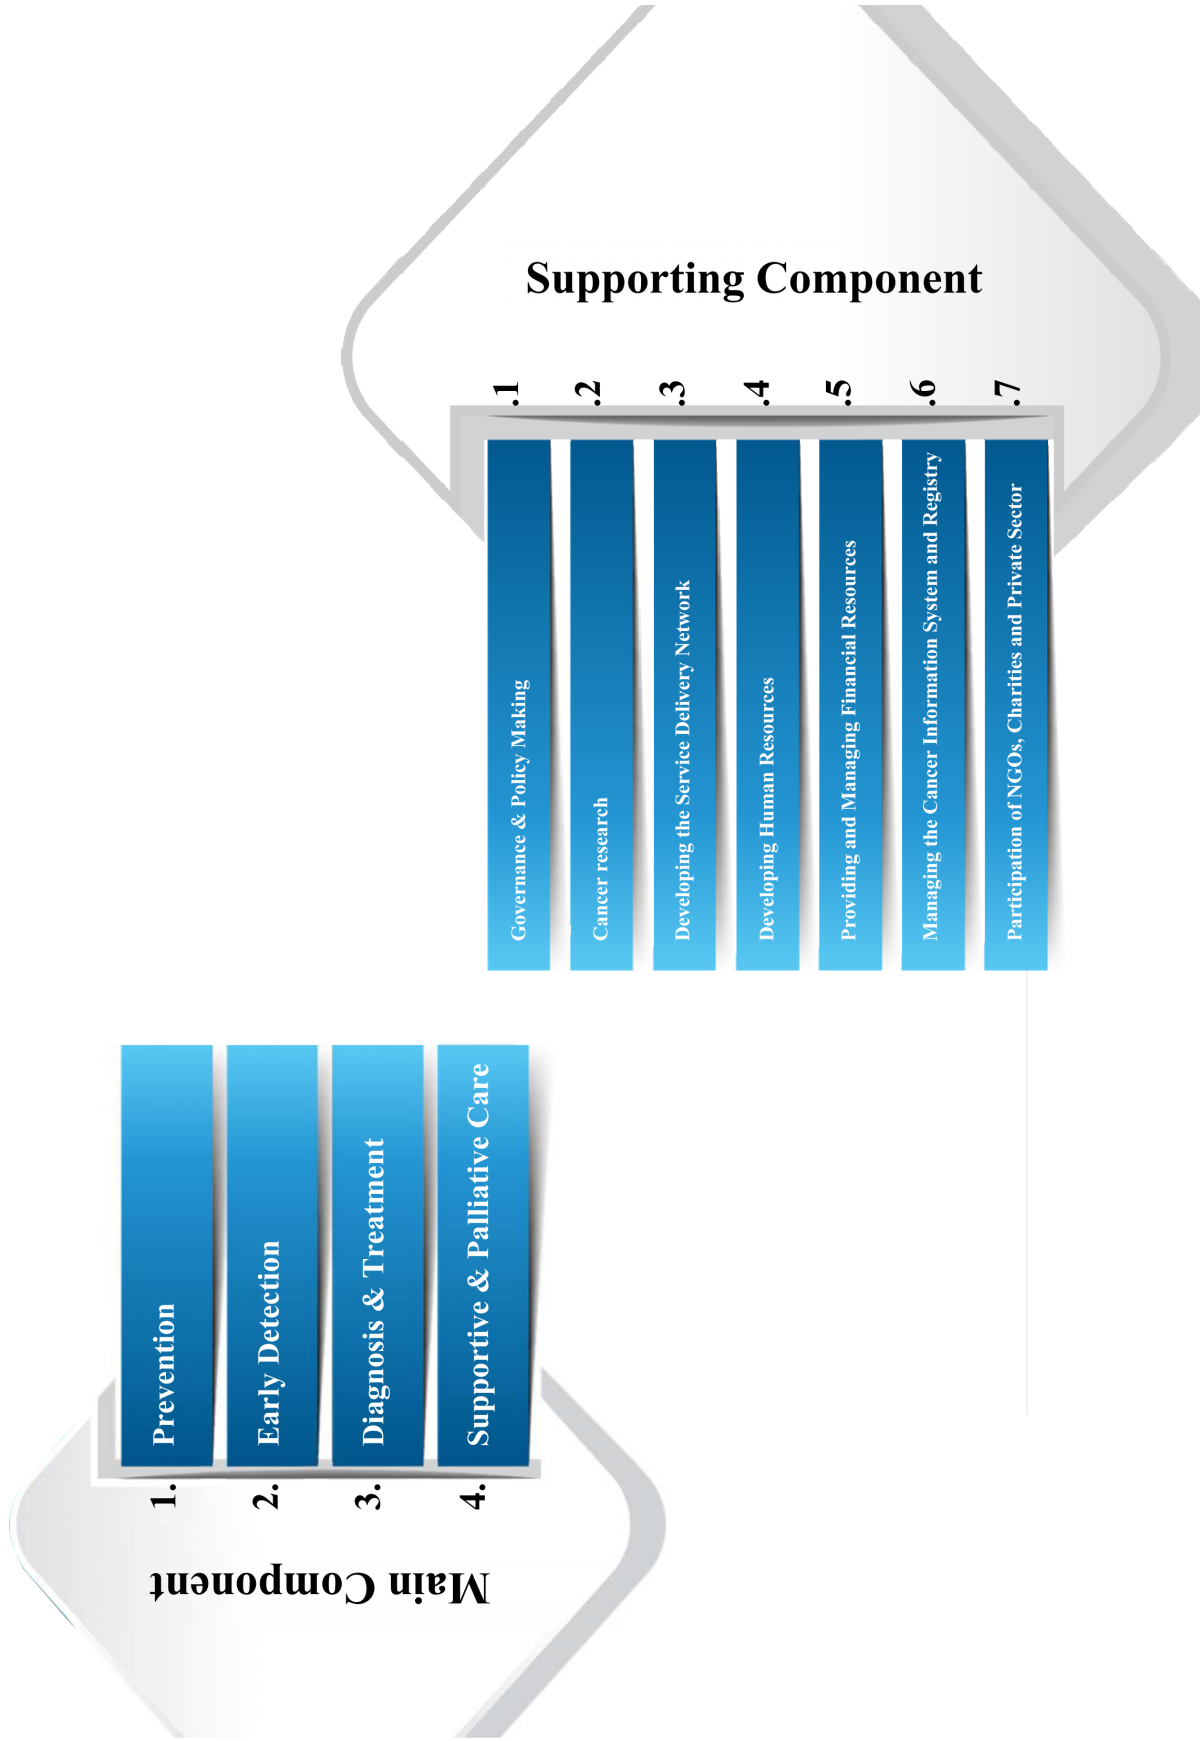 Main Component
1. Prevention
2. Early Detection
3. Diagnosis & Treatment
4. Supportive & Palliative Care
Supporting Component
.1 Governance & Policy Making
.2 Cancer research
.3 Developing the Service Delivery Network
.4 Developing Human Resources
.5 Providing and Managing Financial Resources
.6 Managing the Cancer Information System and Registry
.7 Participation of NGOs, Charities and Private Sector